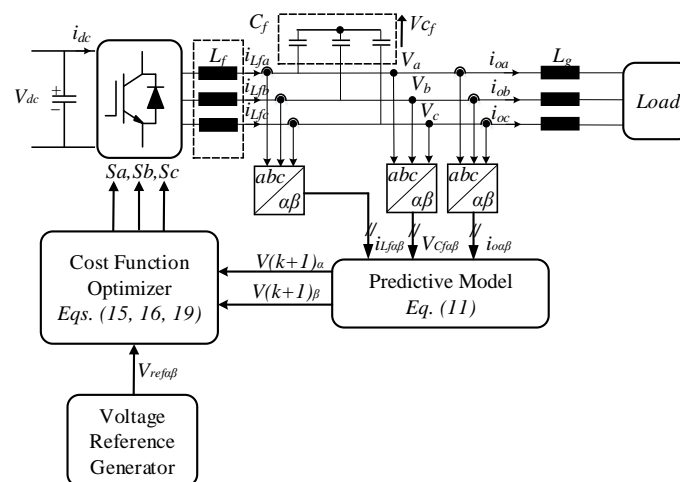 C_f
Vc_f
i_dc
L_f
i_Lfa
V_a
i_oa
L_g
V_dc
+
−
i_Lfb
V_b
i_ob
Load
i_Lfc
V_c
i_oc
Sa,Sb,Sc
abc
αβ
abc
αβ
abc
αβ
i_Lfαβ
V_Cfαβ
i_oαβ
Cost Function
Optimizer
Eqs. (15, 16, 19)
V(k+1)_α
V(k+1)_β
Predictive Model
Eq. (11)
V_refαβ
Voltage
Reference
Generator